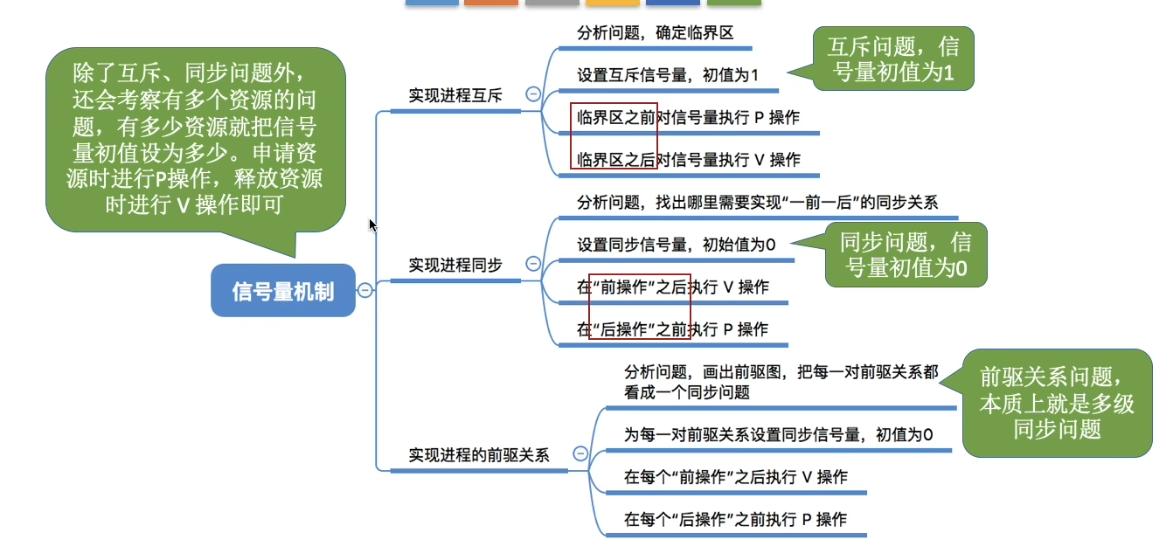 除了互斥、同步问题外，
还会考察有多个资源的问
题，有多少资源就把信号
量初值设为多少。申请资
源时进行P操作，释放资源
时进行 V 操作即可
信号量机制
实现进程互斥
分析问题，确定临界区
设置互斥信号量，初值为1
临界区之前对信号量执行 P 操作
临界区之后对信号量执行 V 操作
互斥问题，信
号量初值为1
实现进程同步
分析问题，找出哪里需要实现“一前一后”的同步关系
设置同步信号量，初始值为0
在“前操作”之后执行 V 操作
在“后操作”之前执行 P 操作
同步问题，信
号量初值为0
实现进程的前驱关系
分析问题，画出前驱图，把每一对前驱关系都
看成一个同步问题
为每一对前驱关系设置同步信号量，初值为0
在每个“前操作”之后执行 V 操作
在每个“后操作”之前执行 P 操作
前驱关系问题，
本质上就是多级
同步问题